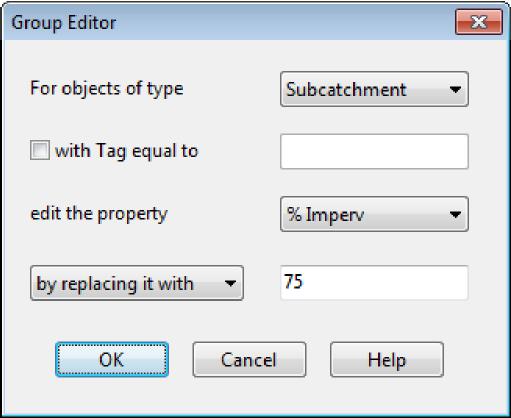 Group Editor
For objects of type Subcatchment
with Tag equal to
edit the property % Imperv
by replacing it with 75
OK Cancel Help